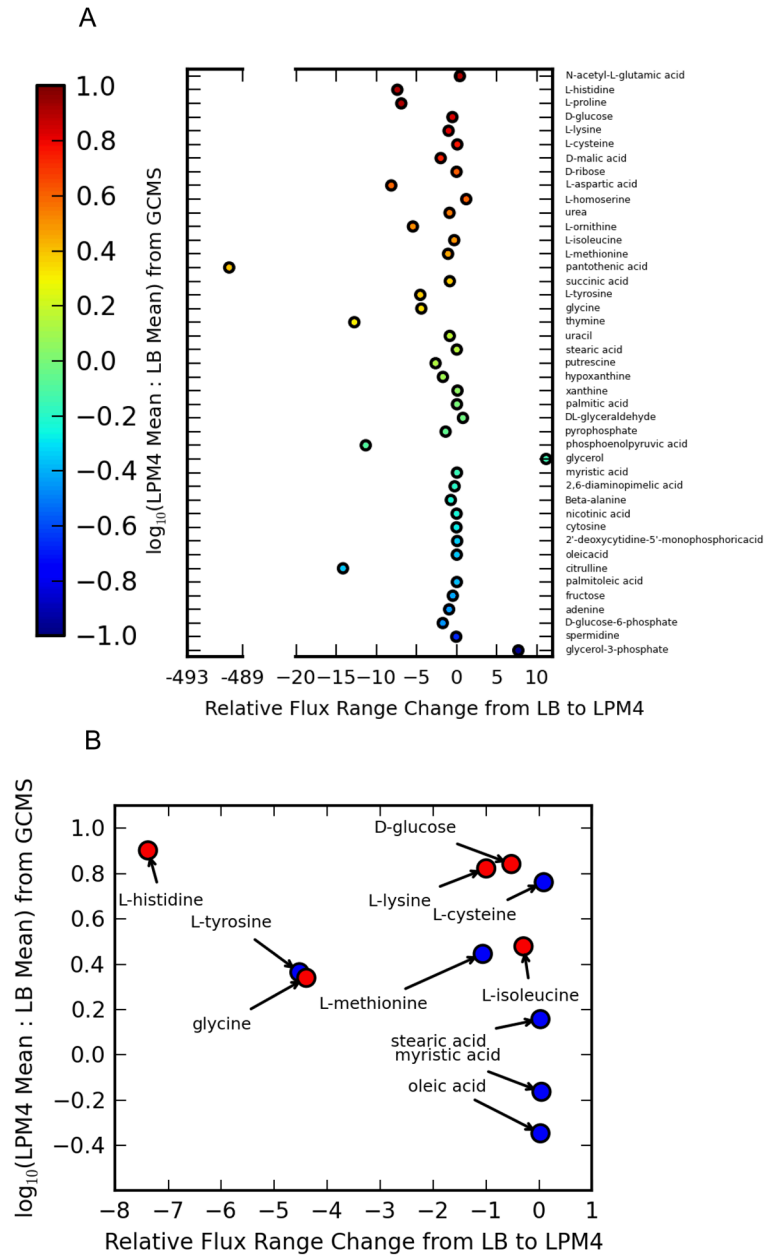 A
1.0
0.8
0.6
0.4
0.2
0.0
−0.2
−0.4
−0.6
−0.8
−1.0
log10(LPM4 Mean : LB Mean) from GCMS
N-acetyl-L-glutamic acid
L-histidine
L-proline
D-glucose
L-lysine
L-cysteine
D-malic acid
D-ribose
L-aspartic acid
L-homoserine
urea
L-ornithine
L-isoleucine
L-methionine
pantothenic acid
succinic acid
L-tyrosine
glycine
thymine
uracil
stearic acid
putrescine
hypoxanthine
xanthine
palmitic acid
DL-glyceraldehyde
pyrophosphate
phosphoenolpyruvic acid
glycerol
myristic acid
2,6-diaminopimelic acid
Beta-alanine
nicotinic acid
cytosine
2'-deoxycytidine-5'-monophosphoricacid
oleicacid
citrulline
palmitoleic acid
fructose
adenine
D-glucose-6-phosphate
spermidine
glycerol-3-phosphate
-493 -489 −20 −15 −10 −5 0 5 10
Relative Flux Range Change from LB to LPM4
B
log10(LPM4 Mean : LB Mean) from GCMS
1.0
0.8
0.6
0.4
0.2
0.0
−0.2
−0.4
D-glucose
L-histidine
L-lysine
L-cysteine
L-tyrosine
L-isoleucine
L-methionine
glycine
stearic acid
myristic acid
oleic acid
−8 −7 −6 −5 −4 −3 −2 −1 0 1
Relative Flux Range Change from LB to LPM4